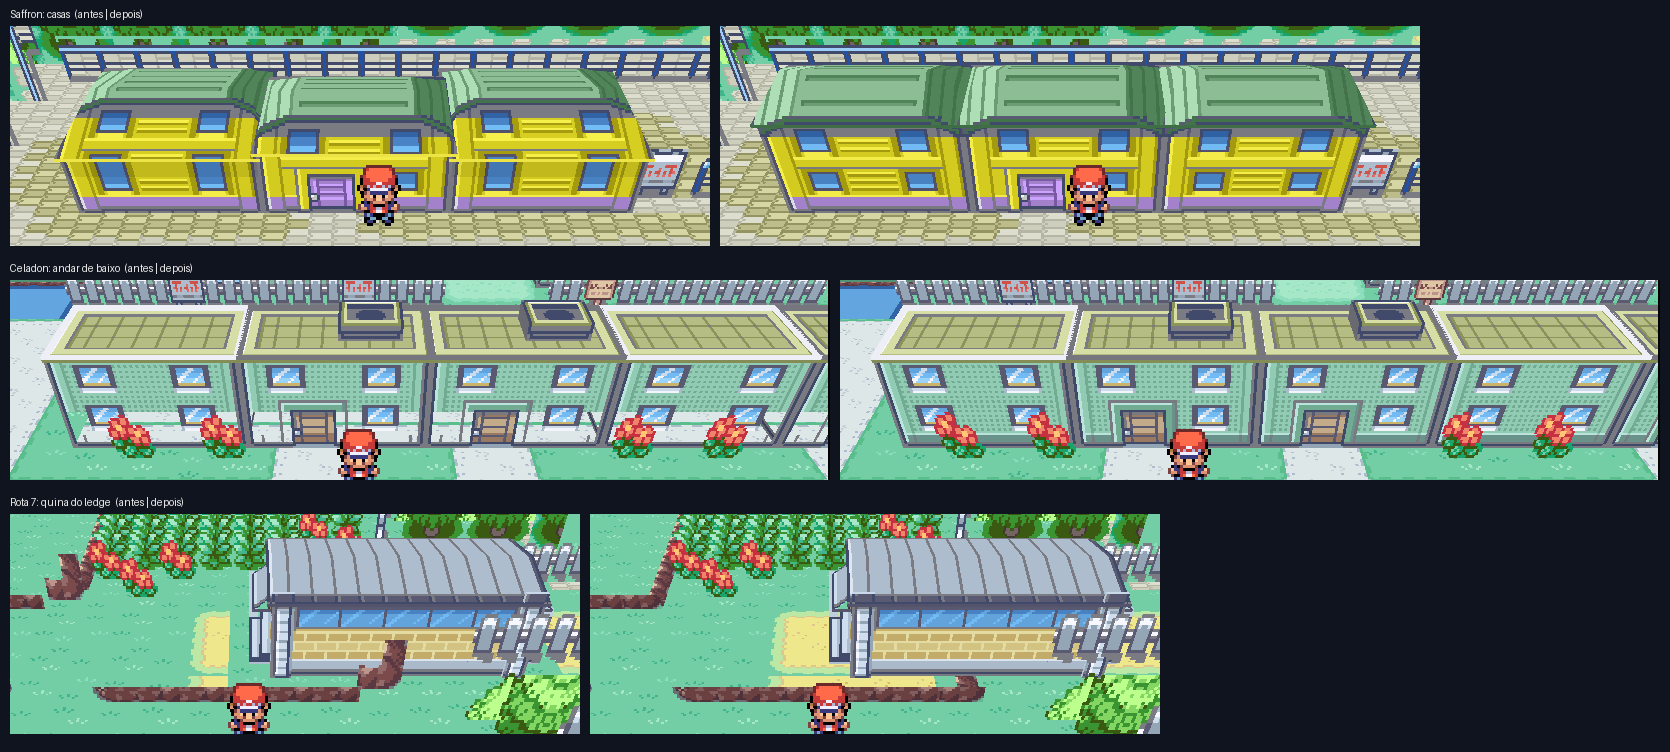 Saffron: casas (antes | depois)
Celadon: andar de baixo (antes | depois)
Rota 7: quina do ledge (antes | depois)